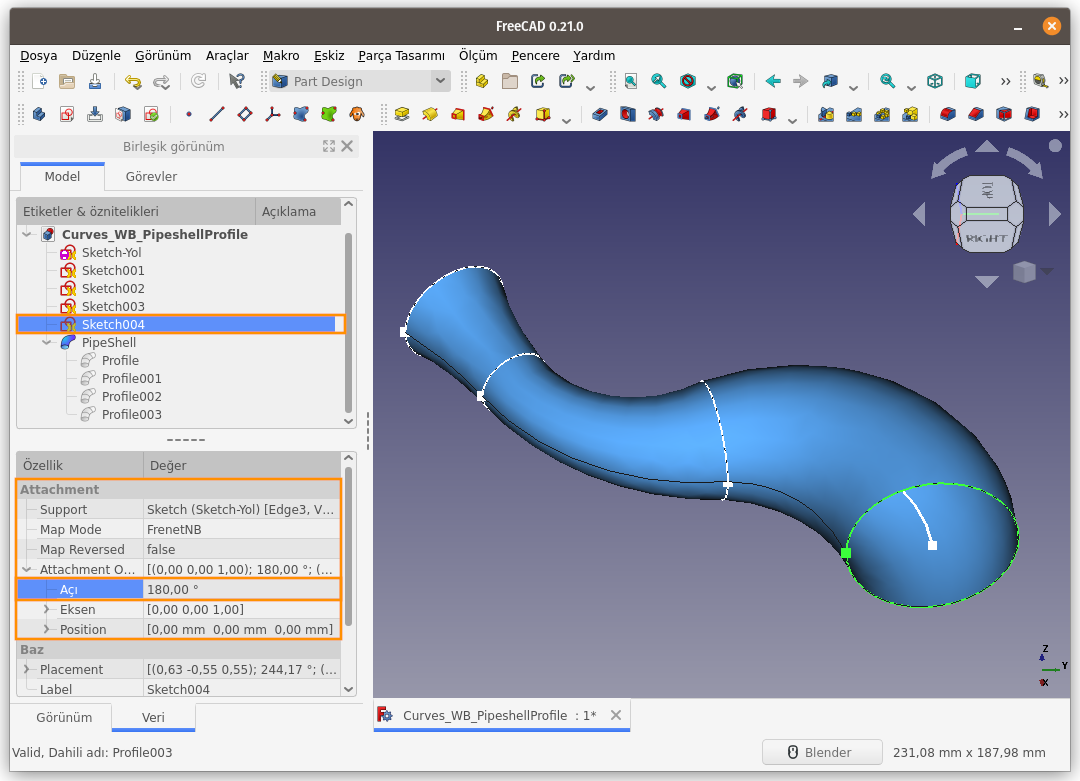 FreeCAD 0.21.0
Dosya Düzenle Görünüm Araçlar Makro Eskiz Parça Tasarımı Ölçüm Pencere Yardım
Part Design
Birleşik görünüm
Model Görevler
Etiketler & öznitelikleri Açıklama
Curves_WB_PipeshellProfile
Sketch-Yol
Sketch001
Sketch002
Sketch003
Sketch004
PipeShell
Profile
Profile001
Profile002
Profile003
Özellik Değer
Attachment
Support Sketch (Sketch-Yol) [Edge3, V...
Map Mode FrenetNB
Map Reversed false
Attachment O... [(0,00 0,00 1,00); 180,00 °; (...
Açı 180,00 °
Eksen [0,00 0,00 1,00]
Position [0,00 mm 0,00 mm 0,00 mm]
Baz
Placement [(0,63 -0,55 0,55); 244,17 °; (...
Label Sketch004
Görünüm Veri
RIGHT
Z
Y
X
Curves_WB_PipeshellProfile : 1*
Valid, Dahili adı: Profile003
Blender 231,08 mm x 187,98 mm